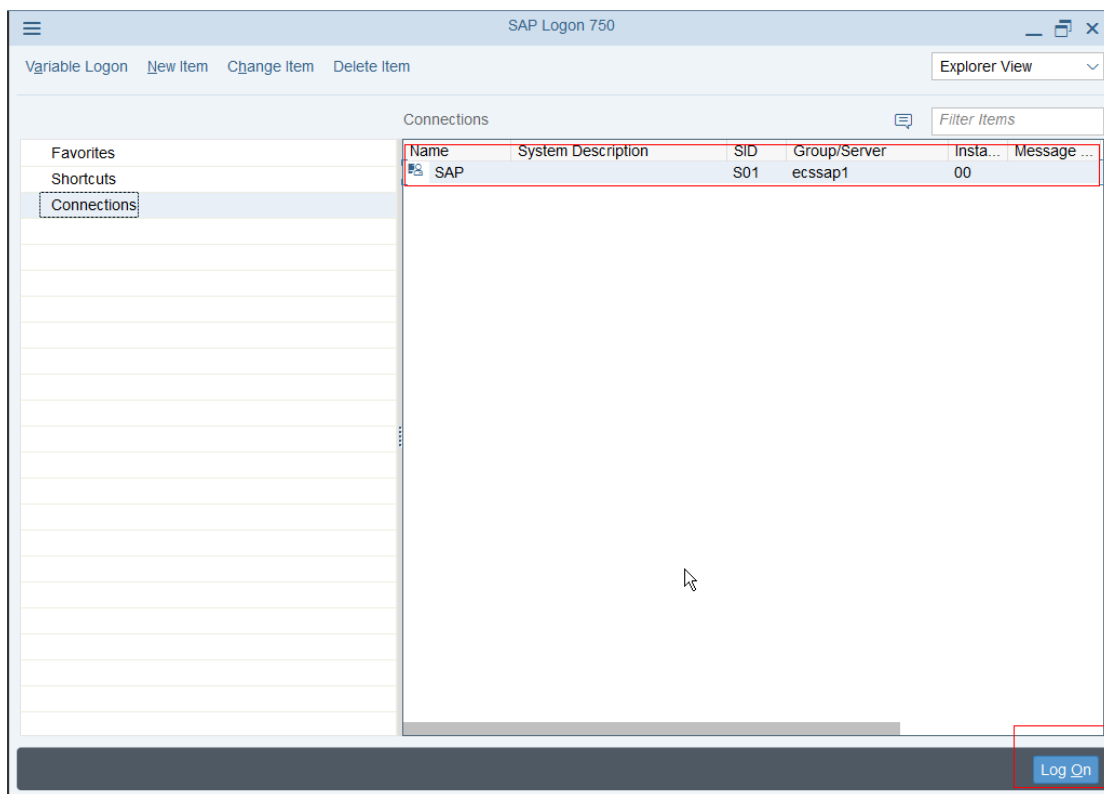 SAP Logon 750
Variable Logon New Item Change Item Delete Item Explorer View
Connections Filter Items
Favorites
Shortcuts
Connections
Name System Description SID Group/Server Insta... Message ...
SAP S01 ecssap1 00
Log On